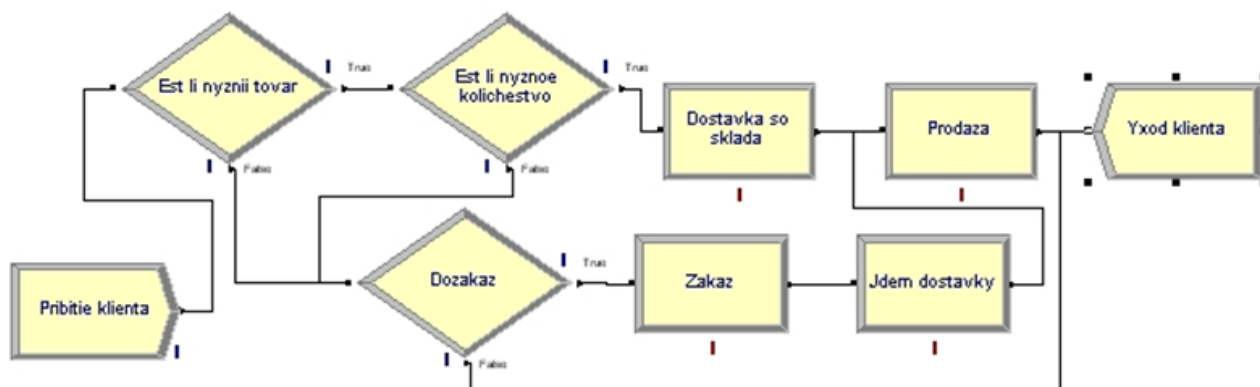 Est li nyznii tovar
True
False
Est li nyznoe
kolichestvo
True
False
Dostavka so
sklada
Prodaza
Yxod klienta
Pribitie klienta
Dozakaz
True
False
Zakaz
Jdem dostavky